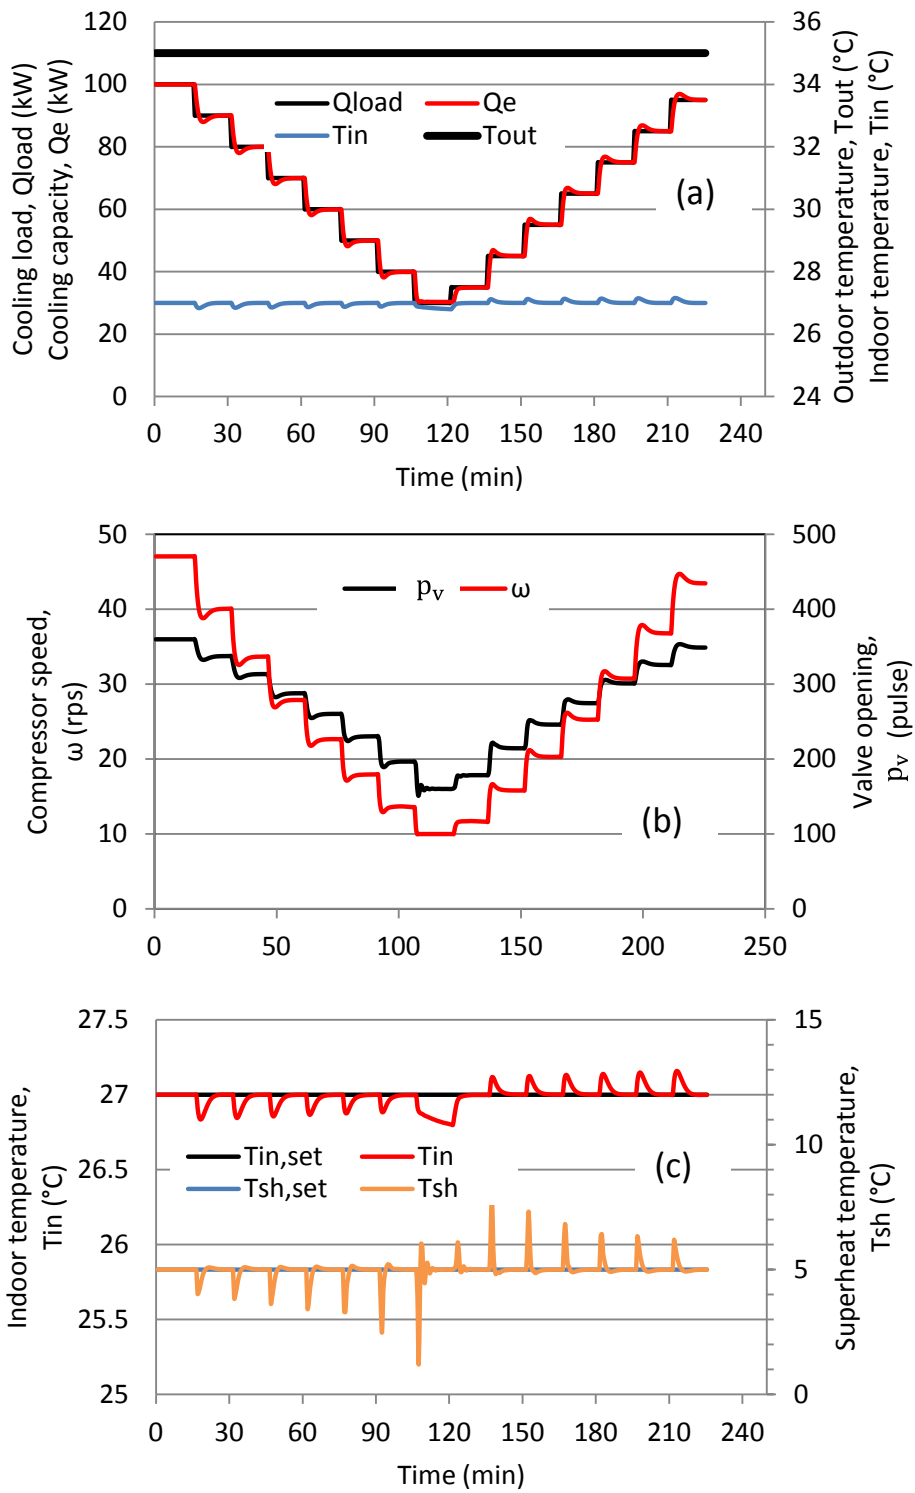 Cooling load, Qload (kW)
Cooling capacity, Qe (kW)
120
100
80
60
40
20
0
Qload
Qe
Tin
Tout
(a)
36
34
32
30
28
26
24
Outdoor temperature, Tout (°C)
Indoor temperature, Tin (°C)
0 30 60 90 120 150 180 210 240
Time (min)
Compressor speed,
ω (rps)
50
40
30
20
10
0
pv
ω
(b)
500
400
300
200
100
0
Valve opening,
pv (pulse)
0 50 100 150 200 250
Indoor temperature,
Tin (°C)
27.5
27
26.5
26
25.5
25
Tin,set
Tin
Tsh,set
Tsh
(c)
15
10
5
0
Superheat temperature,
Tsh (°C)
0 30 60 90 120 150 180 210 240
Time (min)